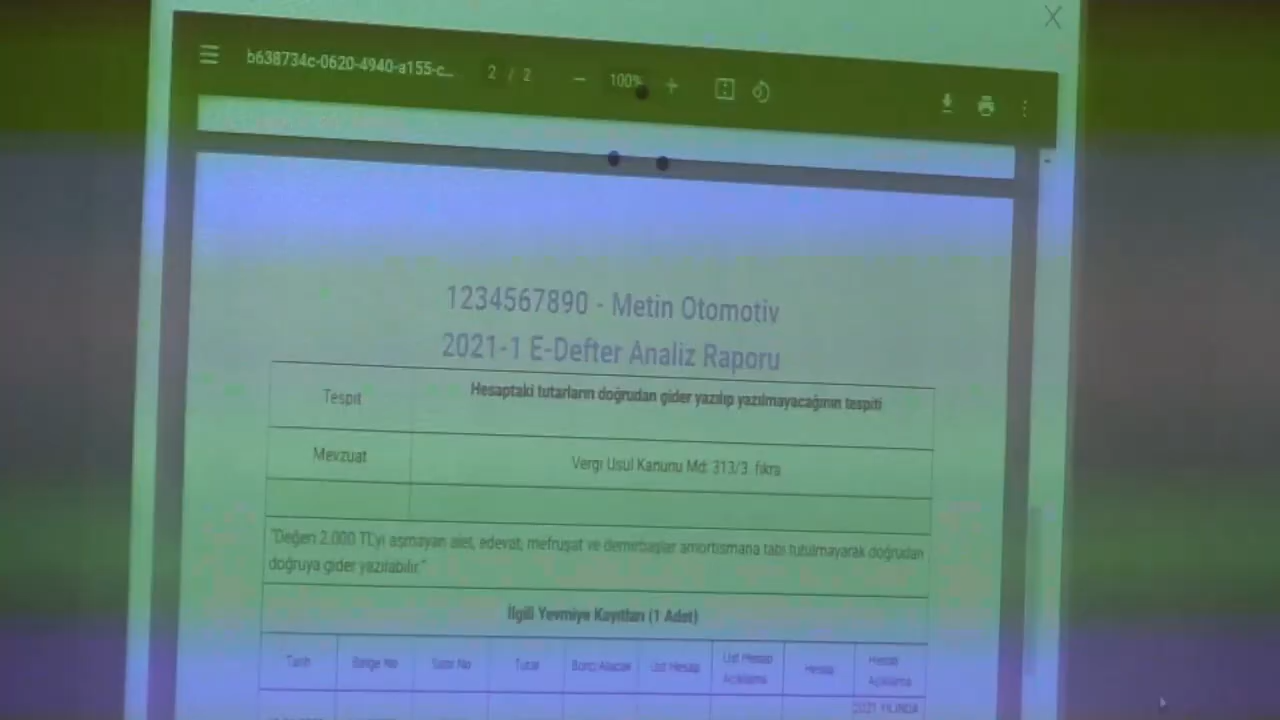 b638734c-0620-4940-a155-c...
2 / 2
100%
1234567890 - Metin Otomotiv
2021-1 E-Defter Analiz Raporu
Tespit
Hesaptaki tutarların doğrudan gider yazılıp yazılmayacağının tespiti
Mevzuat
Vergi Usul Kanunu Md: 313/3. fıkra
"Değeri 2.000 TL'yi aşmayan alet, edevat, mefruşat ve demirbaşlar amortismana tabi tutulmayarak doğrudan
doğruya gider yazılabilir."
İlgili Yevmiye Kayıtları (1 Adet)
Tarih
Belge No
Satır No
Tutar
Borç/Alacak
Üst Hesap
Üst Hesap
Açıklama
Hesap
Hesap
Açıklama
2021 YILINDA